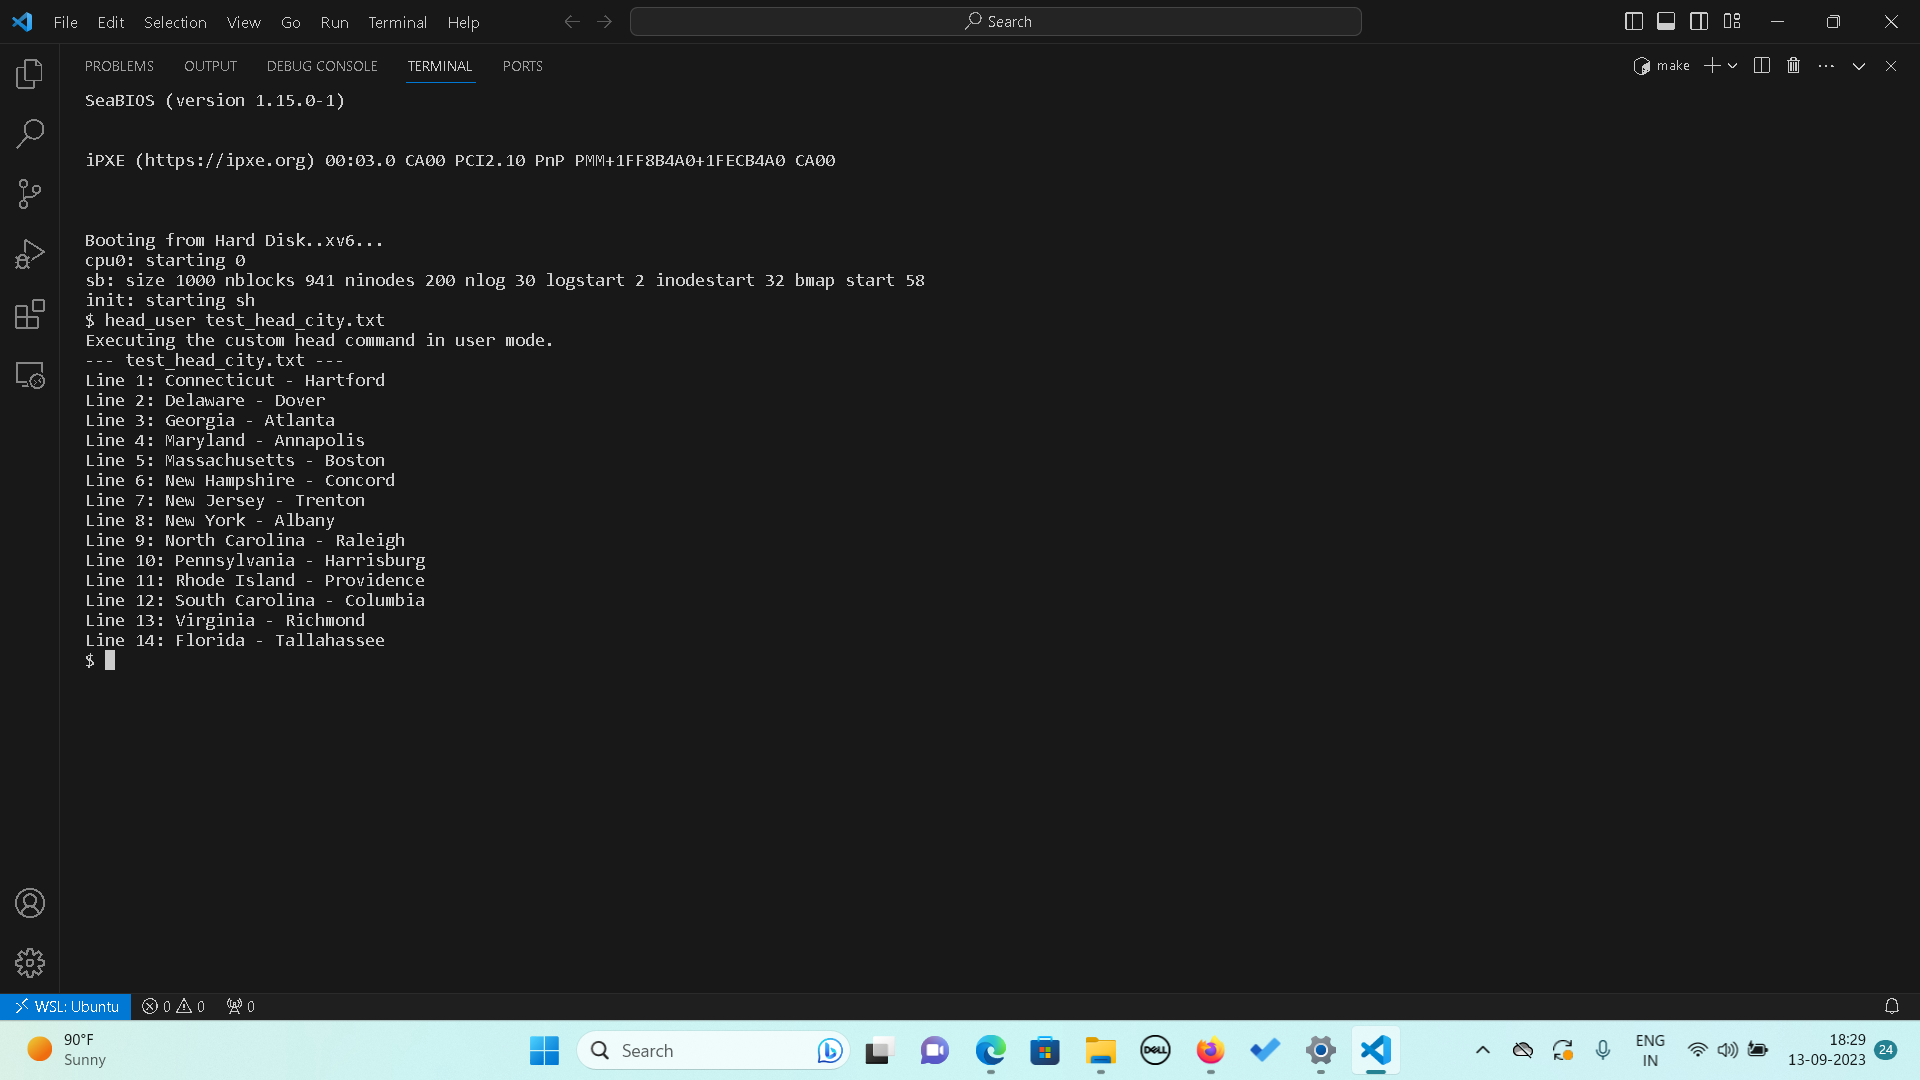 File Edit Selection View Go Run Terminal Help
Search
PROBLEMS OUTPUT DEBUG CONSOLE TERMINAL PORTS
make
SeaBIOS (version 1.15.0-1)
iPXE (https://ipxe.org) 00:03.0 CA00 PCI2.10 PnP PMM+1FF8B4A0+1FECB4A0 CA00
Booting from Hard Disk..xv6...
cpu0: starting 0
sb: size 1000 nblocks 941 ninodes 200 nlog 30 logstart 2 inodestart 32 bmap start 58
init: starting sh
$ head_user test_head_city.txt
Executing the custom head command in user mode.
--- test_head_city.txt ---
Line 1: Connecticut - Hartford
Line 2: Delaware - Dover
Line 3: Georgia - Atlanta
Line 4: Maryland - Annapolis
Line 5: Massachusetts - Boston
Line 6: New Hampshire - Concord
Line 7: New Jersey - Trenton
Line 8: New York - Albany
Line 9: North Carolina - Raleigh
Line 10: Pennsylvania - Harrisburg
Line 11: Rhode Island - Providence
Line 12: South Carolina - Columbia
Line 13: Virginia - Richmond
Line 14: Florida - Tallahassee
$
WSL: Ubuntu 0 0 0
90°F
Sunny
Search
DELL
ENG
IN
18:29
13-09-2023
24